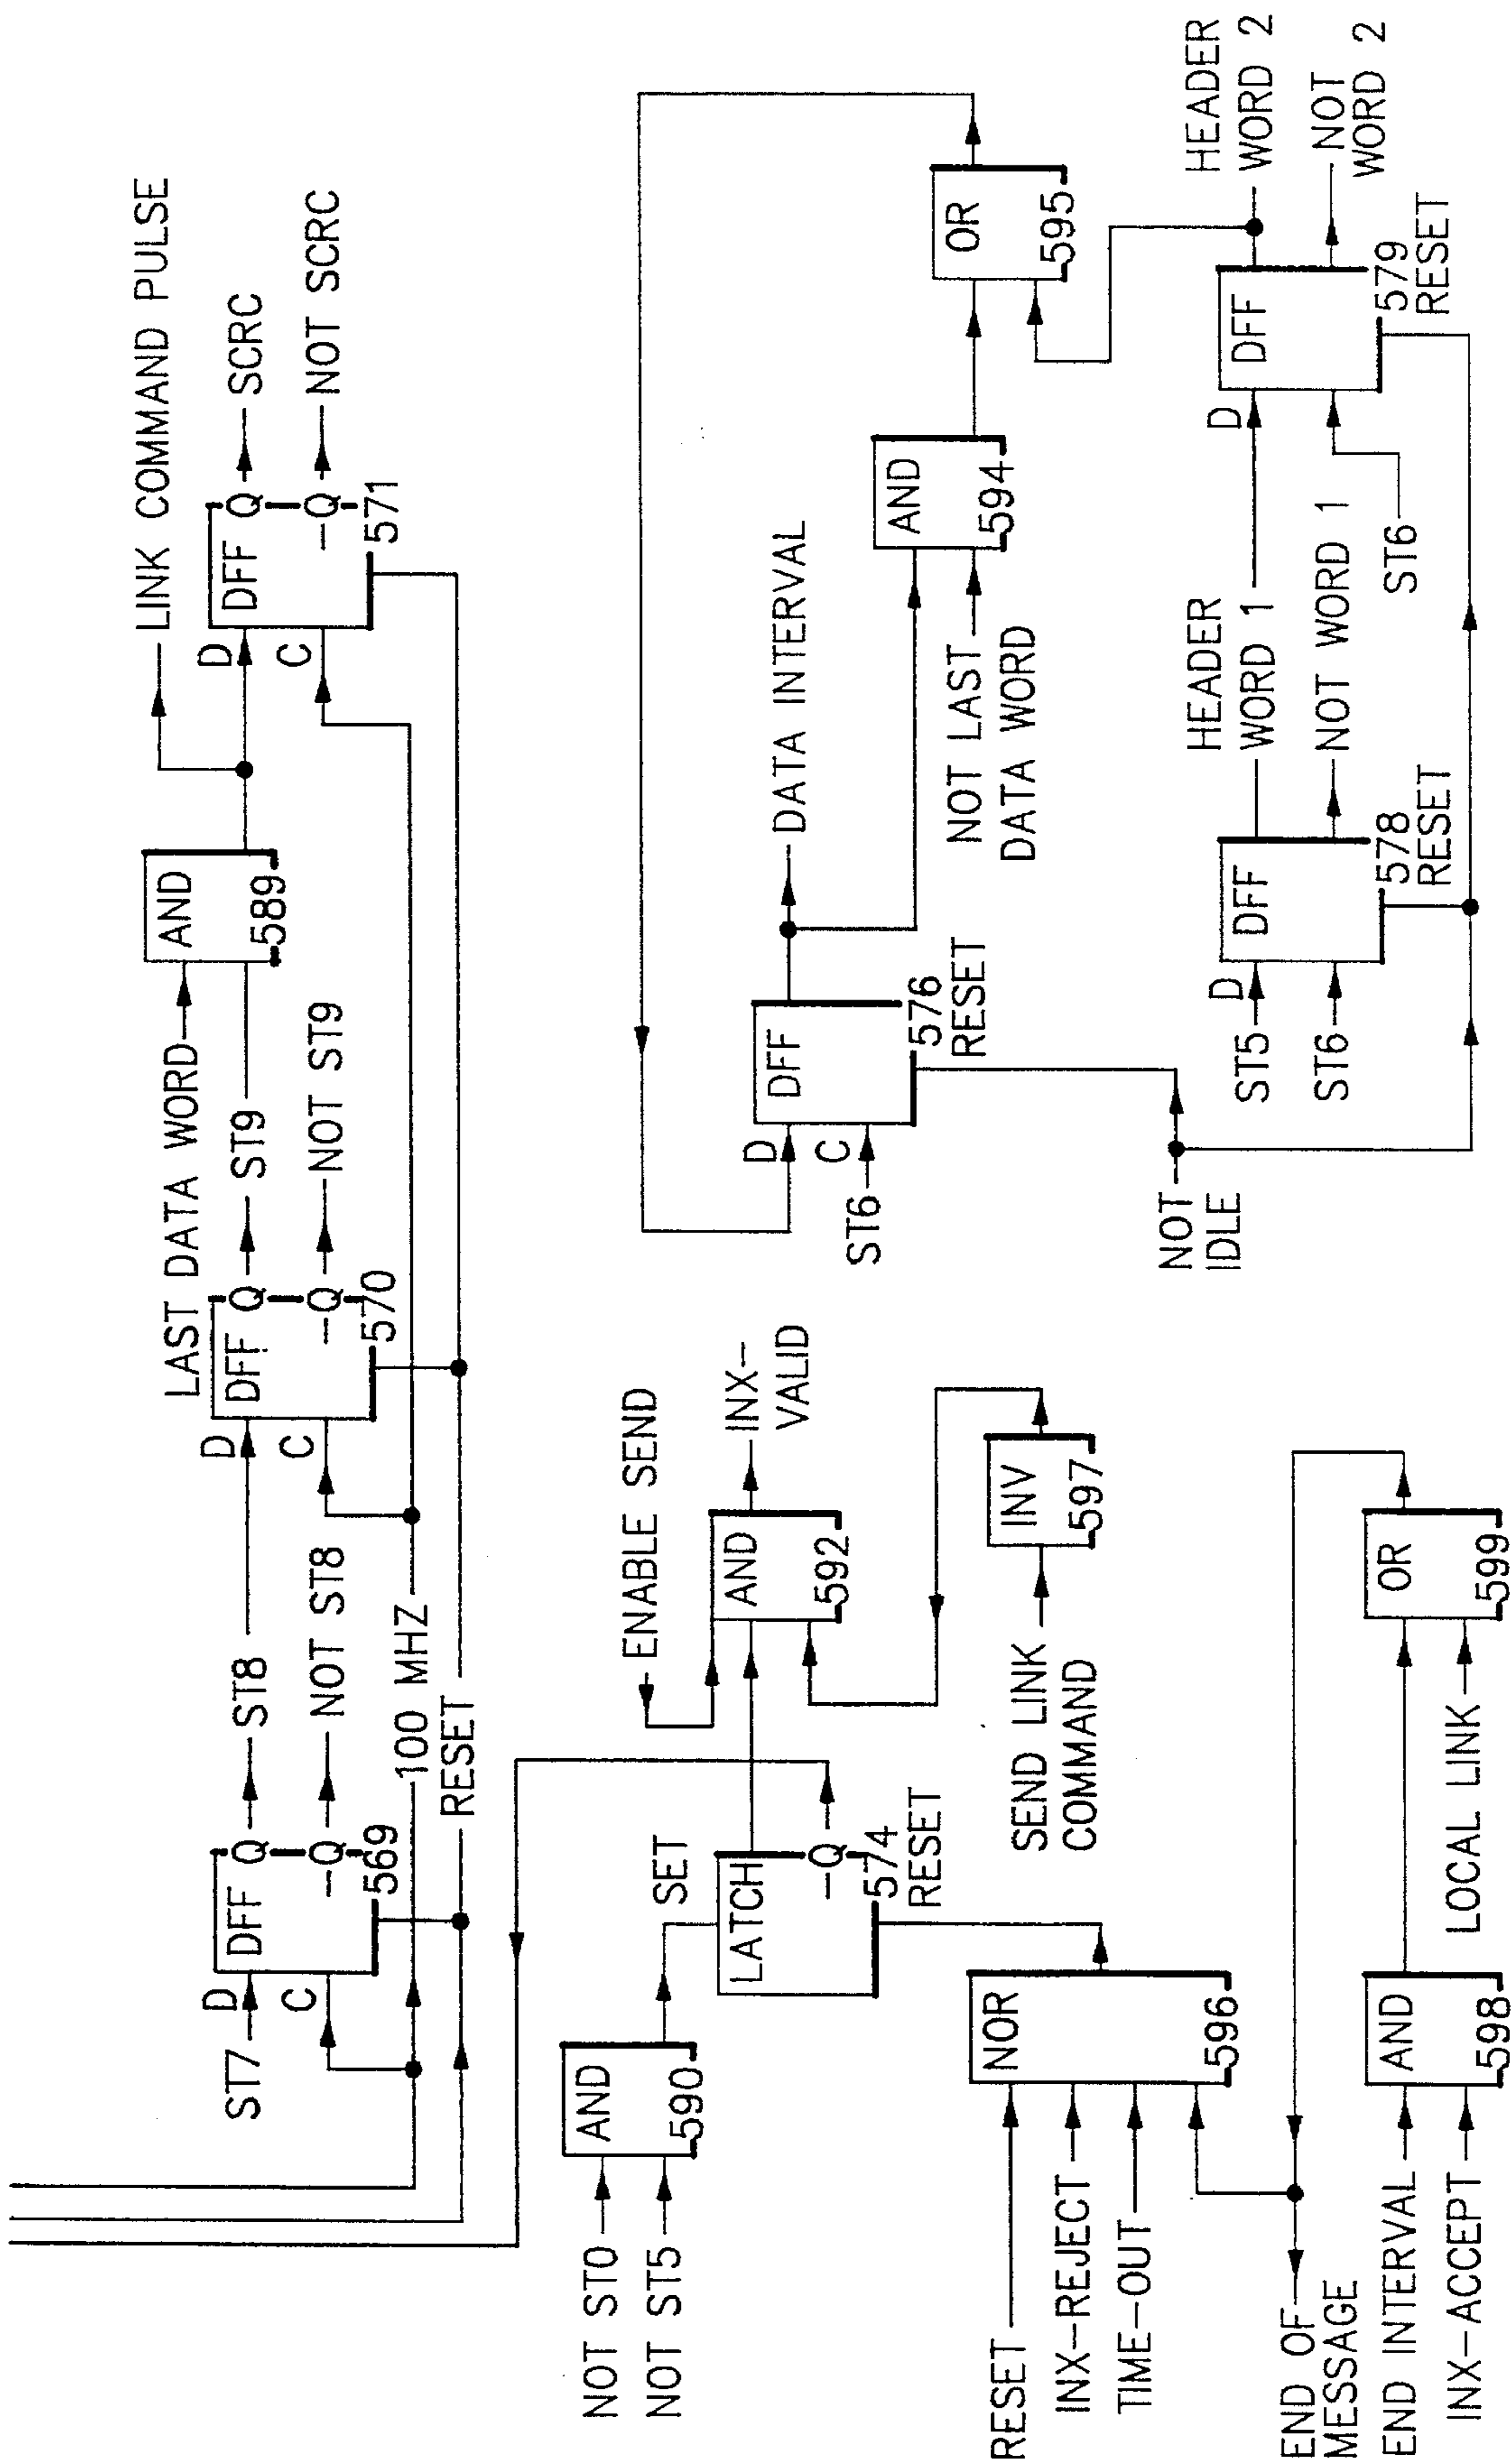 LINK COMMAND PULSE
LAST DATA WORD
AND
589
ST7
D
C
DFF
Q
-Q
569
ST8
NOT ST8
D
C
DFF
Q
-Q
570
ST9
NOT ST9
D
C
DFF
Q
-Q
571
SCRC
NOT SCRC
100 MHZ
RESET
NOT ST0
NOT ST5
AND
590
SET
LATCH
-Q
574
RESET
ENABLE SEND
AND
592
INX-
VALID
SEND LINK
COMMAND
INV
597
RESET
INX-REJECT
TIME-OUT
NOR
596
END OF
MESSAGE
END INTERVAL
INX-ACCEPT
AND
598
LOCAL LINK
OR
599
D
C
ST6
DFF
576
RESET
DATA INTERVAL
NOT LAST
DATA WORD
AND
594
OR
595
NOT
IDLE
ST5
D
ST6
DFF
578
RESET
HEADER
WORD 1
NOT WORD 1
D
ST6
DFF
579
RESET
HEADER
WORD 2
NOT
WORD 2